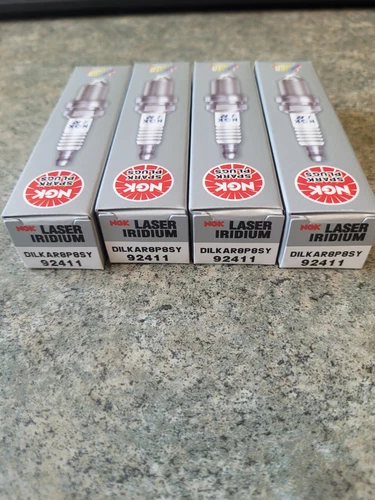 NGK
SPARK
PLUGS
NGK
SPARK
PLUGS
NGK
SPARK
PLUGS
NGK
SPARK
PLUGS
NGK LASER
IRIDIUM
DILKAR8P8SY
92411
NGK LASER
IRIDIUM
DILKAR8P8SY
92411
NGK LASER
IRIDIUM
DILKAR8P8SY
92411
NGK LASER
IRIDIUM
DILKAR8P8SY
92411